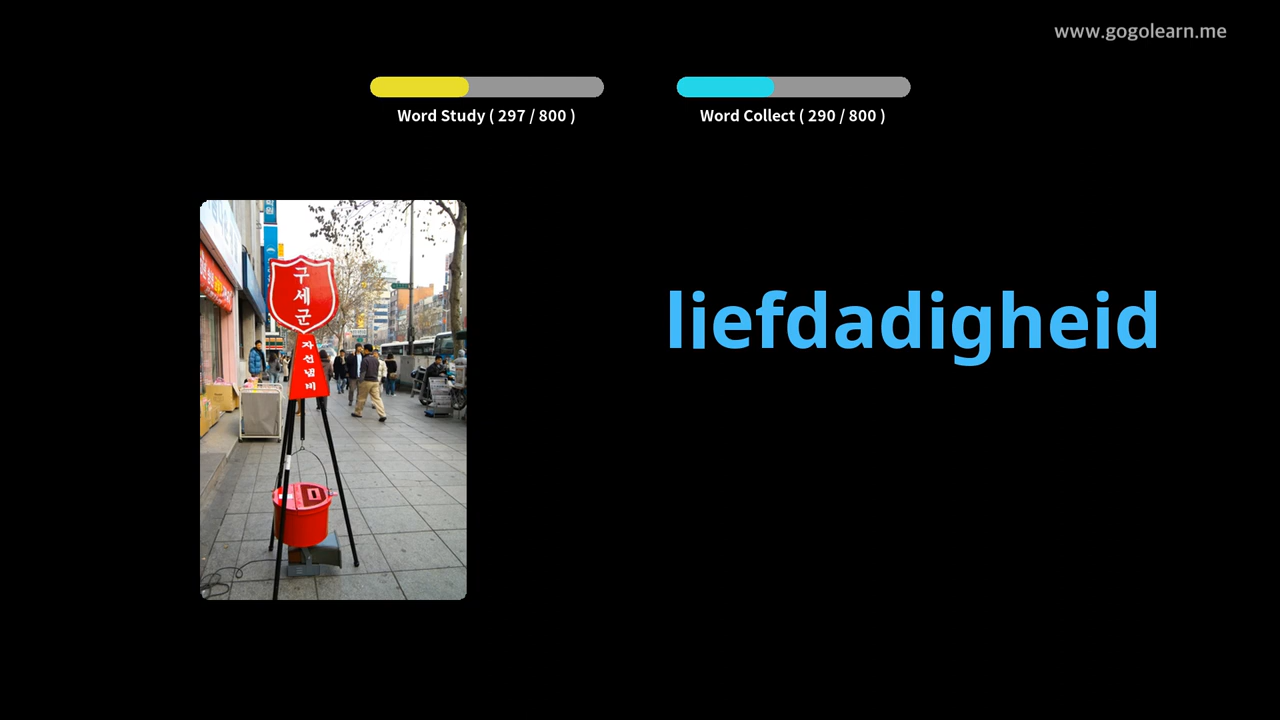 www.gogolearn.me
Word Study ( 297 / 800 )
Word Collect ( 290 / 800 )
구
세
군
자
선
냄
비
liefdadigheid